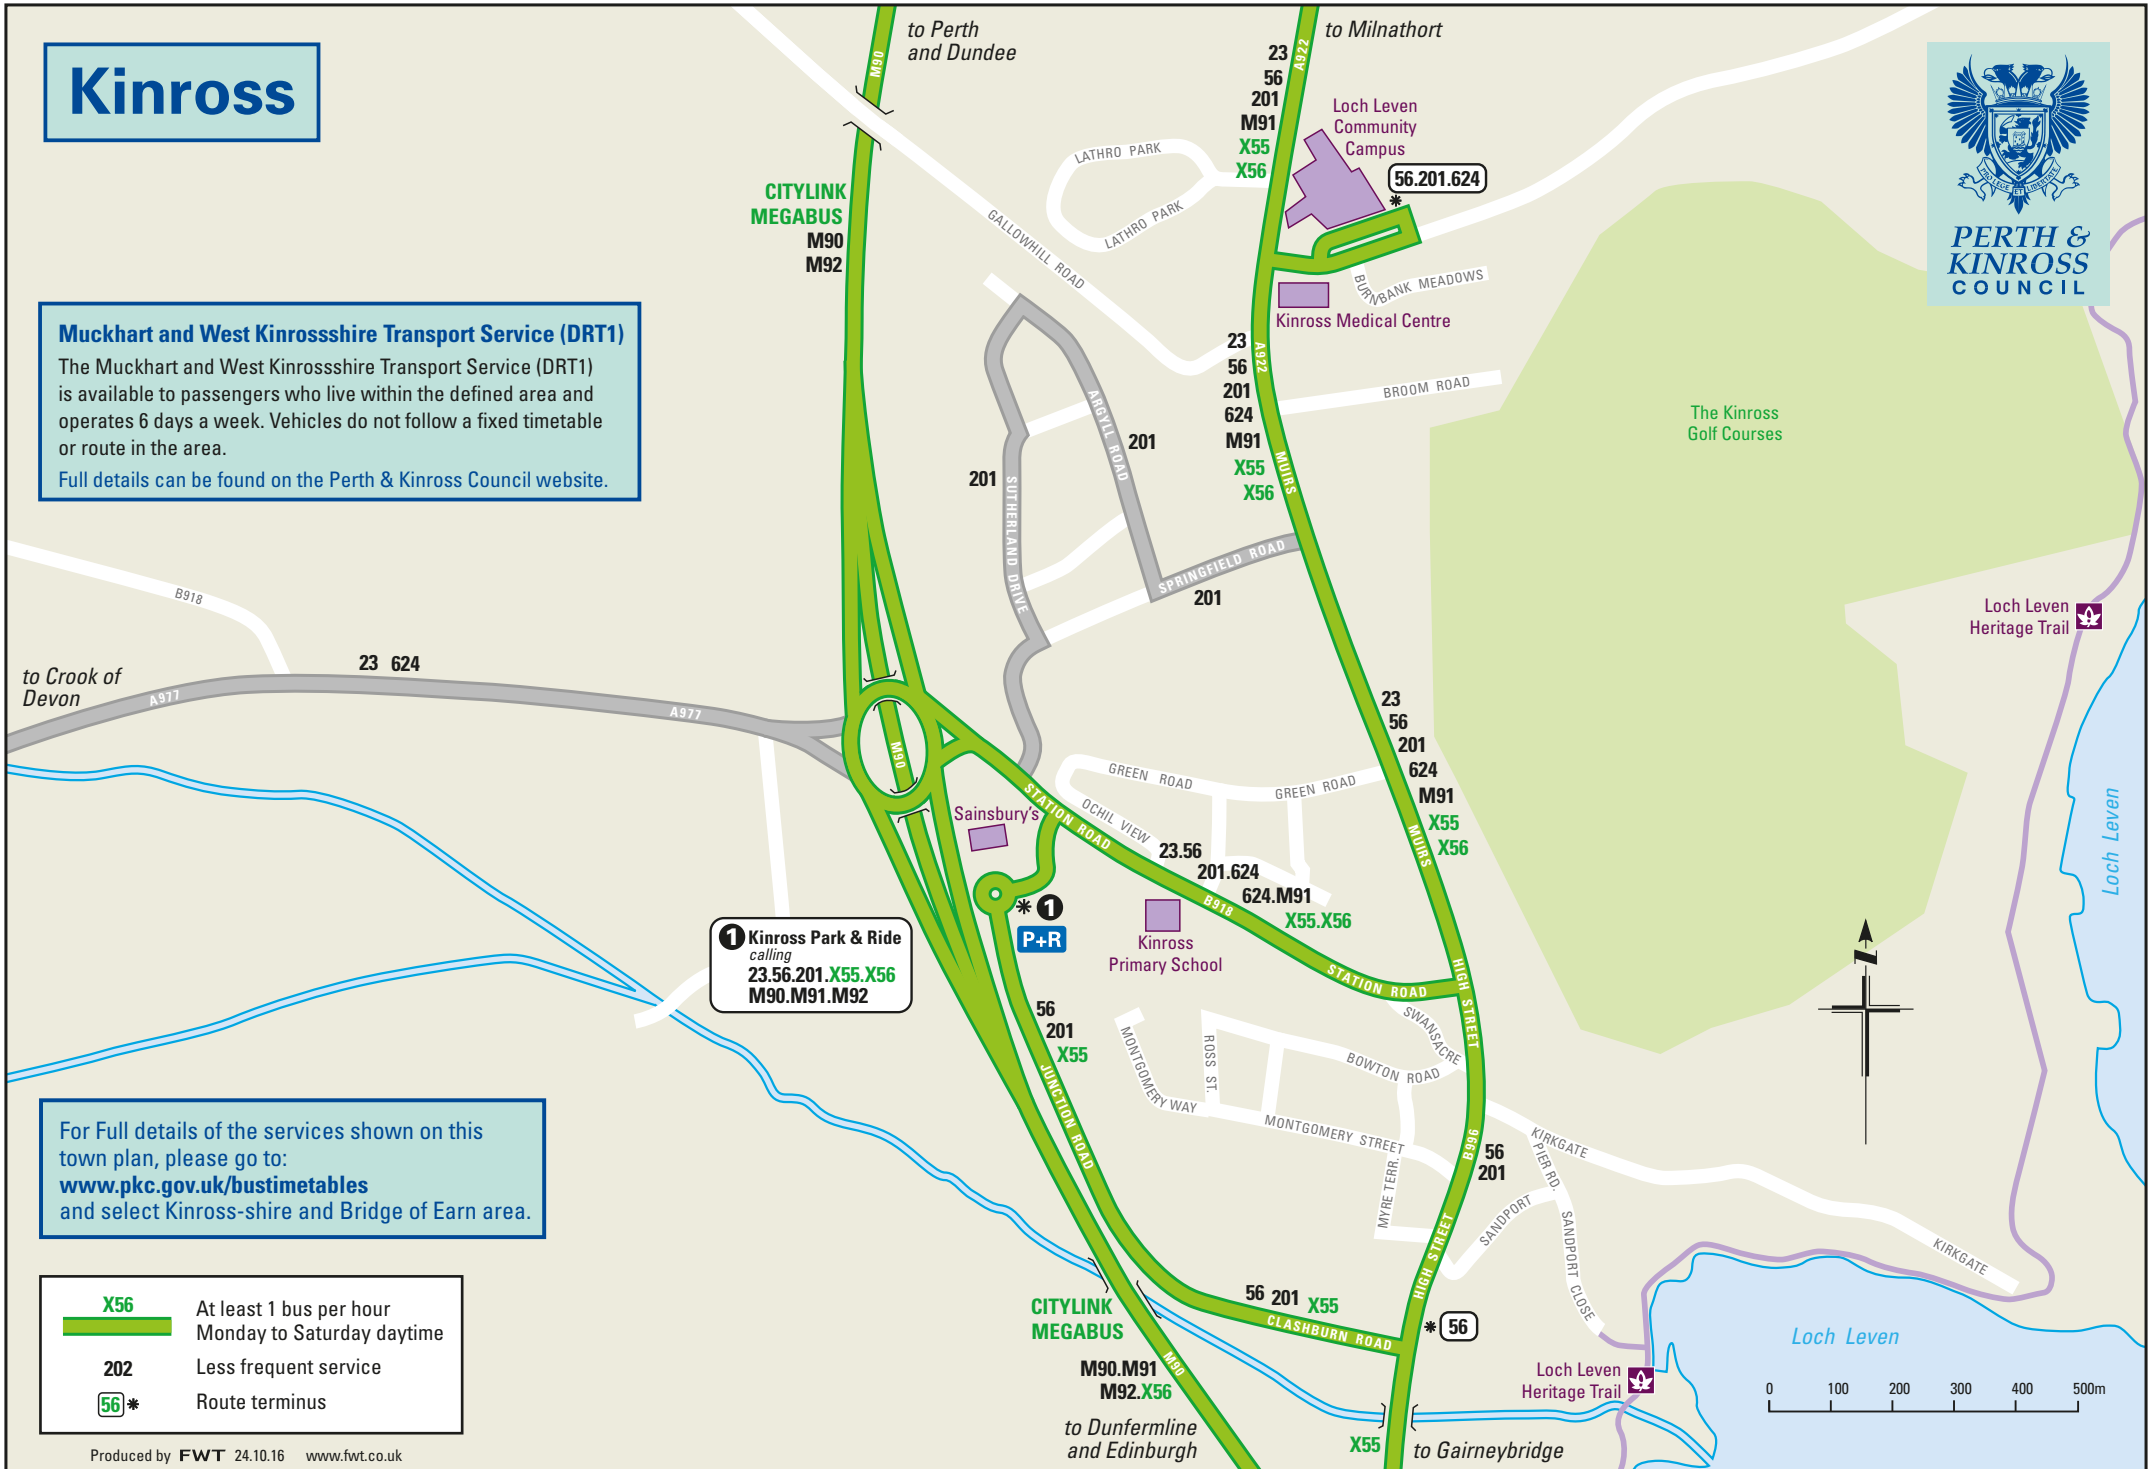 Kinross
to Perth
and Dundee
M90
CITYLINK
MEGABUS
M90
M92
to Milnathort
A922
23
56
201
M91
X55
X56
Loch Leven
Community
Campus
56.201.624
*
LATHRO PARK
LATHRO PARK
GALLOWHILL ROAD
BURNBANK MEADOWS
Kinross Medical Centre
PRO LEGE ET LIBERTATE
PERTH &
KINROSS
COUNCIL
Muckhart and West Kinrossshire Transport Service (DRT1)
The Muckhart and West Kinrossshire Transport Service (DRT1)
is available to passengers who live within the defined area and
operates 6 days a week. Vehicles do not follow a fixed timetable
or route in the area.
Full details can be found on the Perth & Kinross Council website.
23
56
201
624
M91
X55
X56
A922
MUIRS
BROOM ROAD
The Kinross
Golf Courses
ARGYLL ROAD
201
201
SUTHERLAND DRIVE
SPRINGFIELD ROAD
201
B918
to Crook of
Devon
A977
23 624
A977
M90
Loch Leven
Heritage Trail
Loch Leven
23
56
201
624
M91
X55
X56
MUIRS
GREEN ROAD
GREEN ROAD
OCHIL VIEW
STATION ROAD
Sainsbury's
23.56
201.624
624.M91
X55.X56
B918
* 1
P+R
Kinross
Primary School
STATION ROAD
HIGH STREET
1 Kinross Park & Ride
calling
23.56.201.X55.X56
M90.M91.M92
56
201
X55
JUNCTION ROAD
SWANSACRE
BOWTON ROAD
ROSS ST.
MONTGOMERY WAY
MONTGOMERY STREET
MYRE TERR.
B996
56
201
KIRKGATE
PIER RD.
SANDPORT
SANDPORT CLOSE
KIRKGATE
HIGH STREET
For Full details of the services shown on this
town plan, please go to:
www.pkc.gov.uk/bustimetables
and select Kinross-shire and Bridge of Earn area.
X56
At least 1 bus per hour
Monday to Saturday daytime
202
Less frequent service
56 *
Route terminus
Produced by FWT 24.10.16 www.fwt.co.uk
CITYLINK
MEGABUS
M90.M91
M92.X56
M90
to Dunfermline
and Edinburgh
56 201 X55
CLASHBURN ROAD
* 56
X55
to Gairneybridge
Loch Leven
Heritage Trail
Loch Leven
N
0 100 200 300 400 500m